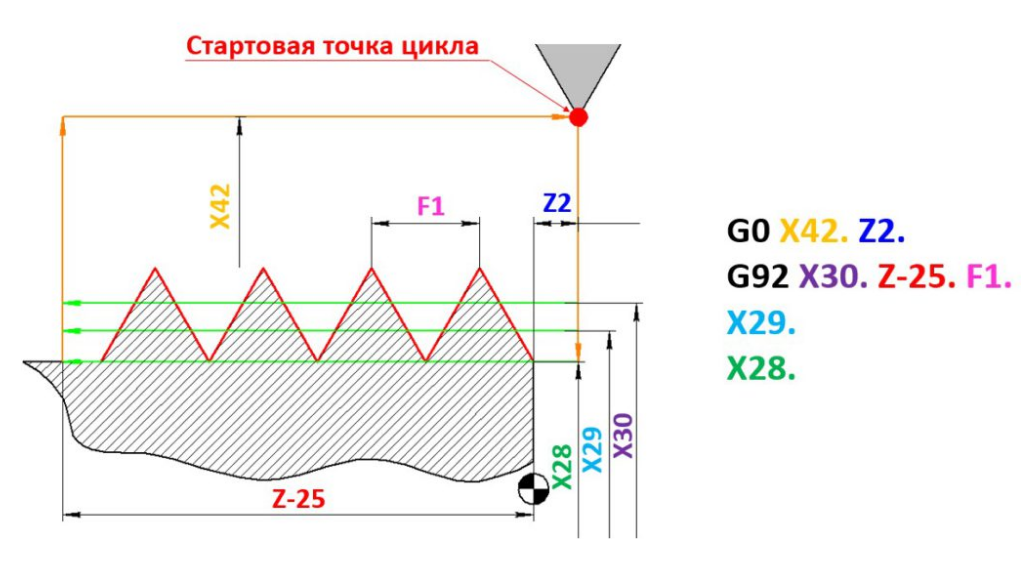 Стартовая точка цикла
X42
F1
Z2
G0 X42. Z2.
G92 X30. Z-25. F1.
X29.
X28.
X28
X29
X30
Z-25